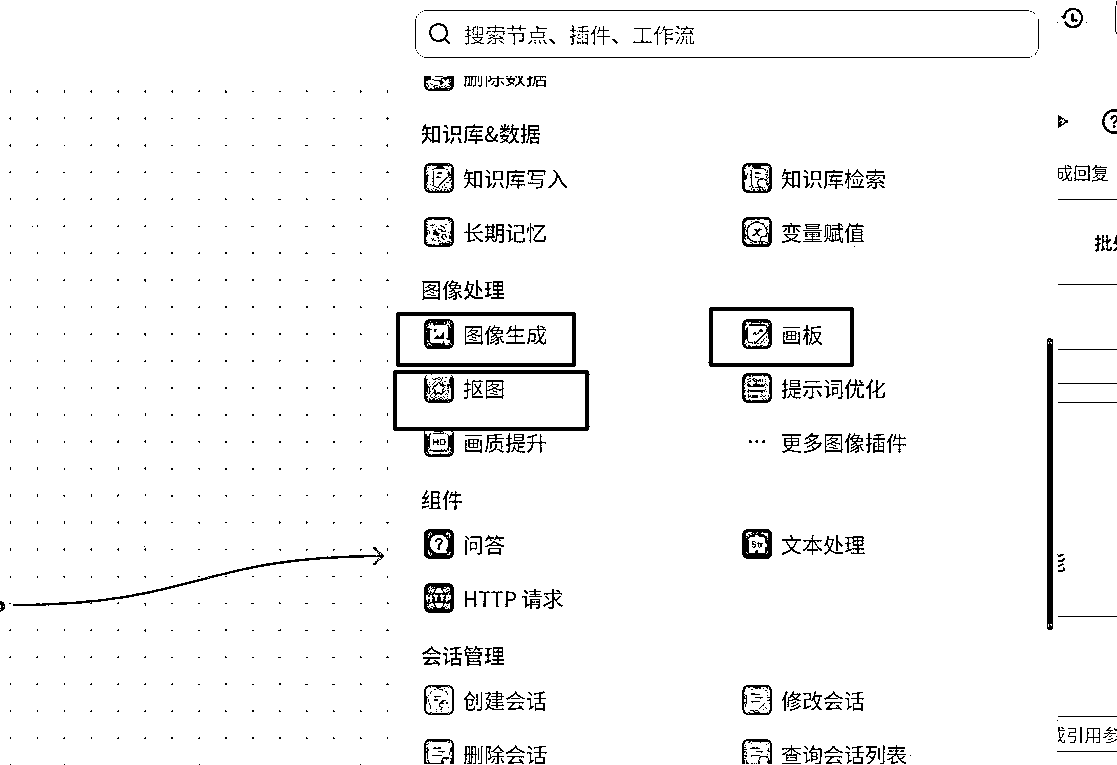 搜索节点、插件、工作流
删除数据
知识库&数据
知识库写入
知识库检索
长期记忆
变量赋值
图像处理
图像生成
画板
抠图
提示词优化
HD
画质提升
··· 更多图像插件
组件
问答
文本处理
HTTP 请求
会话管理
创建会话
修改会话
删除会话
查询会话列表
成回复
引用参